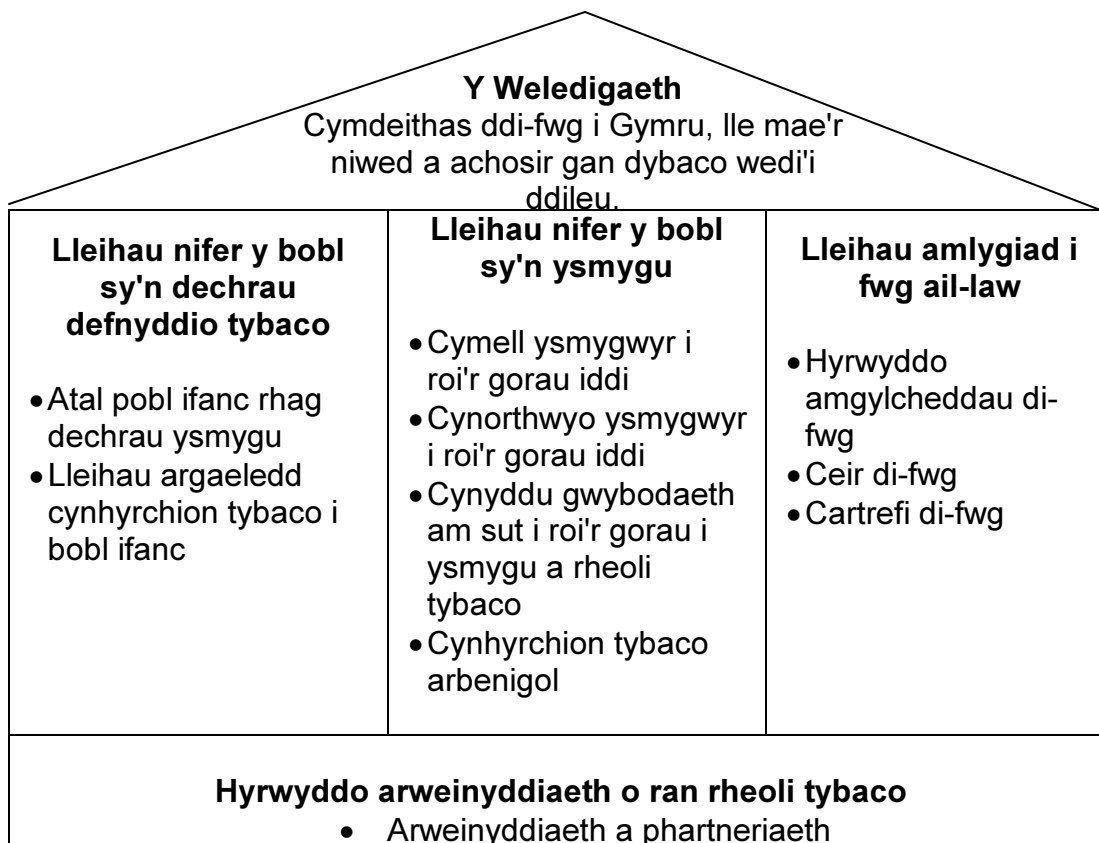 Y Weledigaeth
Cymdeithas ddi-fwg i Gymru, lle mae'r
niwed a achosir gan dybaco wedi'i
ddileu.
Lleihau nifer y bobl
sy'n dechrau
defnyddio tybaco
• Atal pobl ifanc rhag
dechrau ysmygu
• Lleihau argaeledd
cynhyrchion tybaco i
bobl ifanc
Lleihau nifer y bobl
sy'n ysmygu
• Cymell ysmygwyr i
roi'r gorau iddi
• Cynorthwyo ysmygwyr
i roi'r gorau iddi
• Cynyddu gwybodaeth
am sut i roi'r gorau i
ysmygu a rheoli
tybaco
• Cynhyrchion tybaco
arbenigol
Lleihau amlygiad i
fwg ail-law
• Hyrwyddo
amgylcheddau di-
fwg
• Ceir di-fwg
• Cartrefi di-fwg
Hyrwyddo arweinyddiaeth o ran rheoli tybaco
• Arweinyddiaeth a phartneriaeth